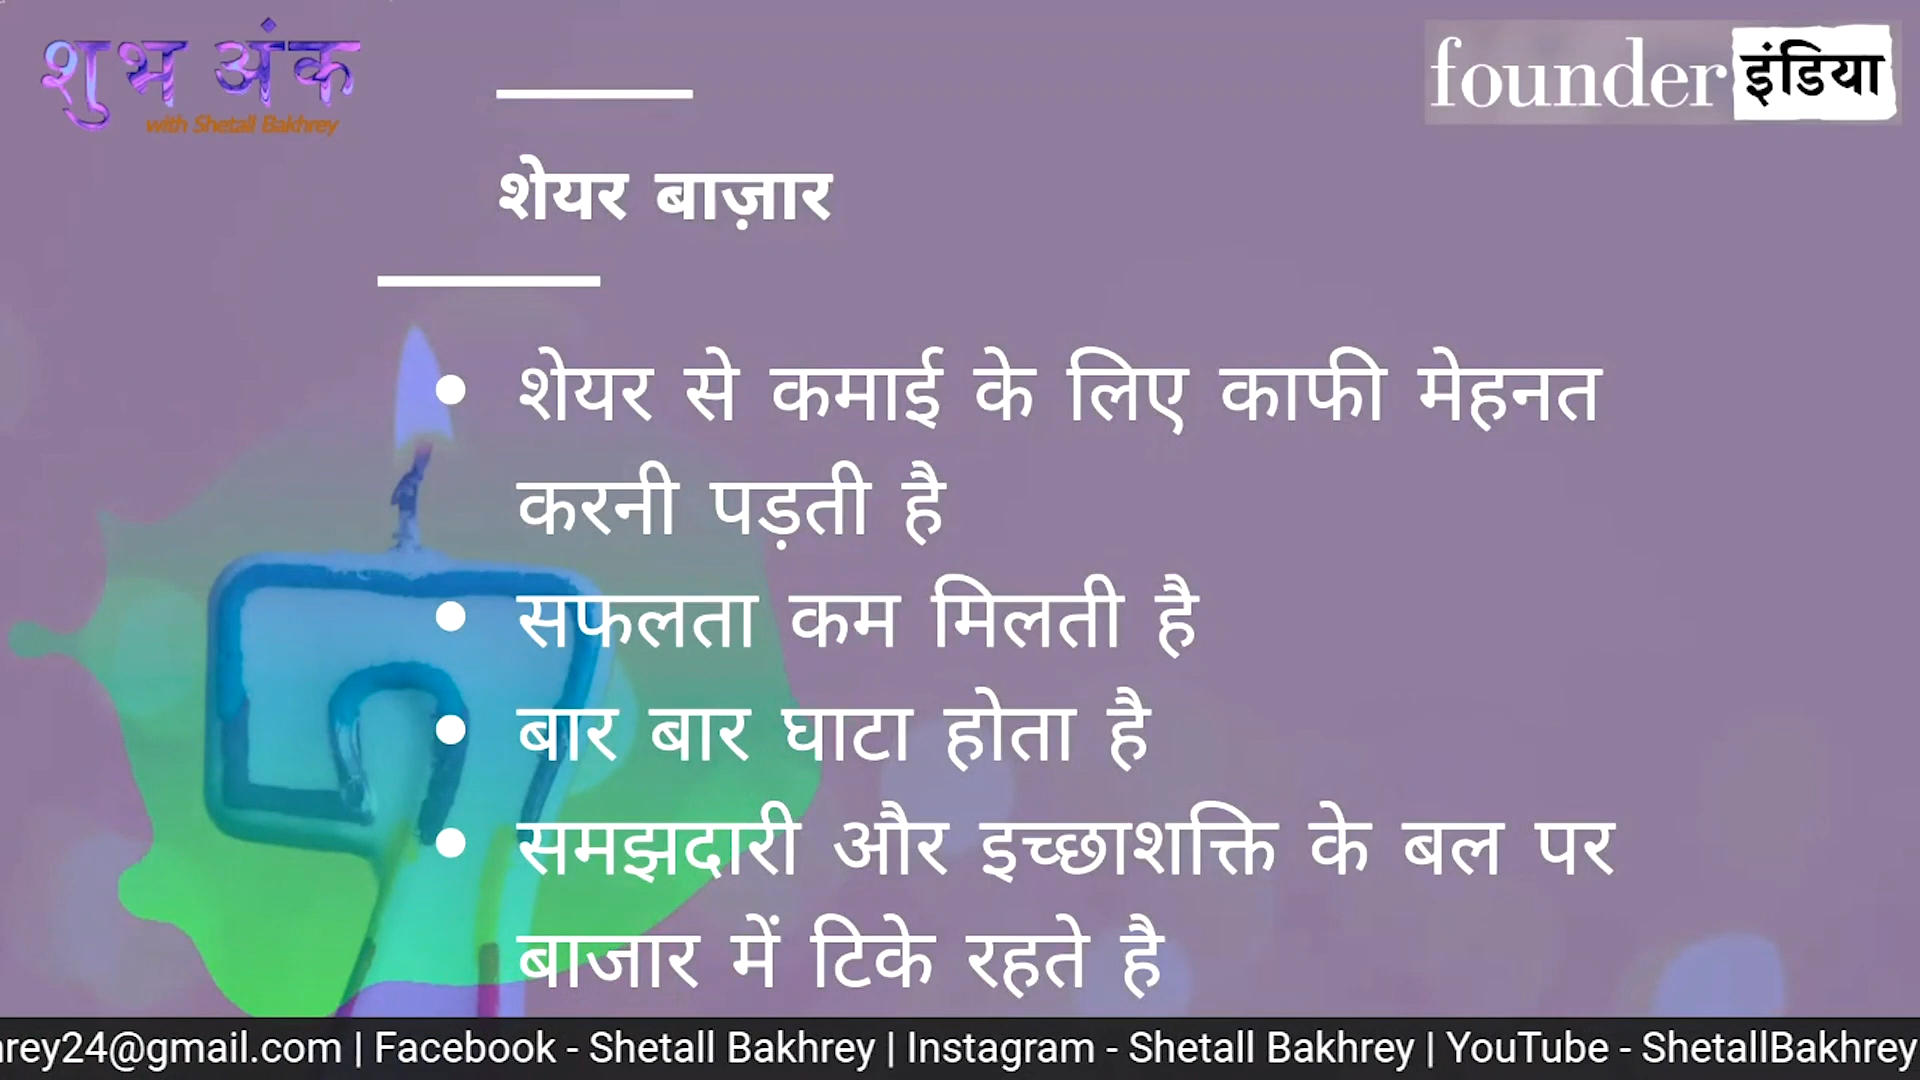 शुभ अंक
with Shetall Bakhrey
founder इंडिया
शेयर बाज़ार
• शेयर से कमाई के लिए काफी मेहनत
करनी पड़ती है
• सफलता कम मिलती है
• बार बार घाटा होता है
• समझदारी और इच्छाशक्ति के बल पर
बाजार में टिके रहते है
hrey24@gmail.com | Facebook - Shetall Bakhrey | Instagram - Shetall Bakhrey | YouTube - ShetallBakhrey